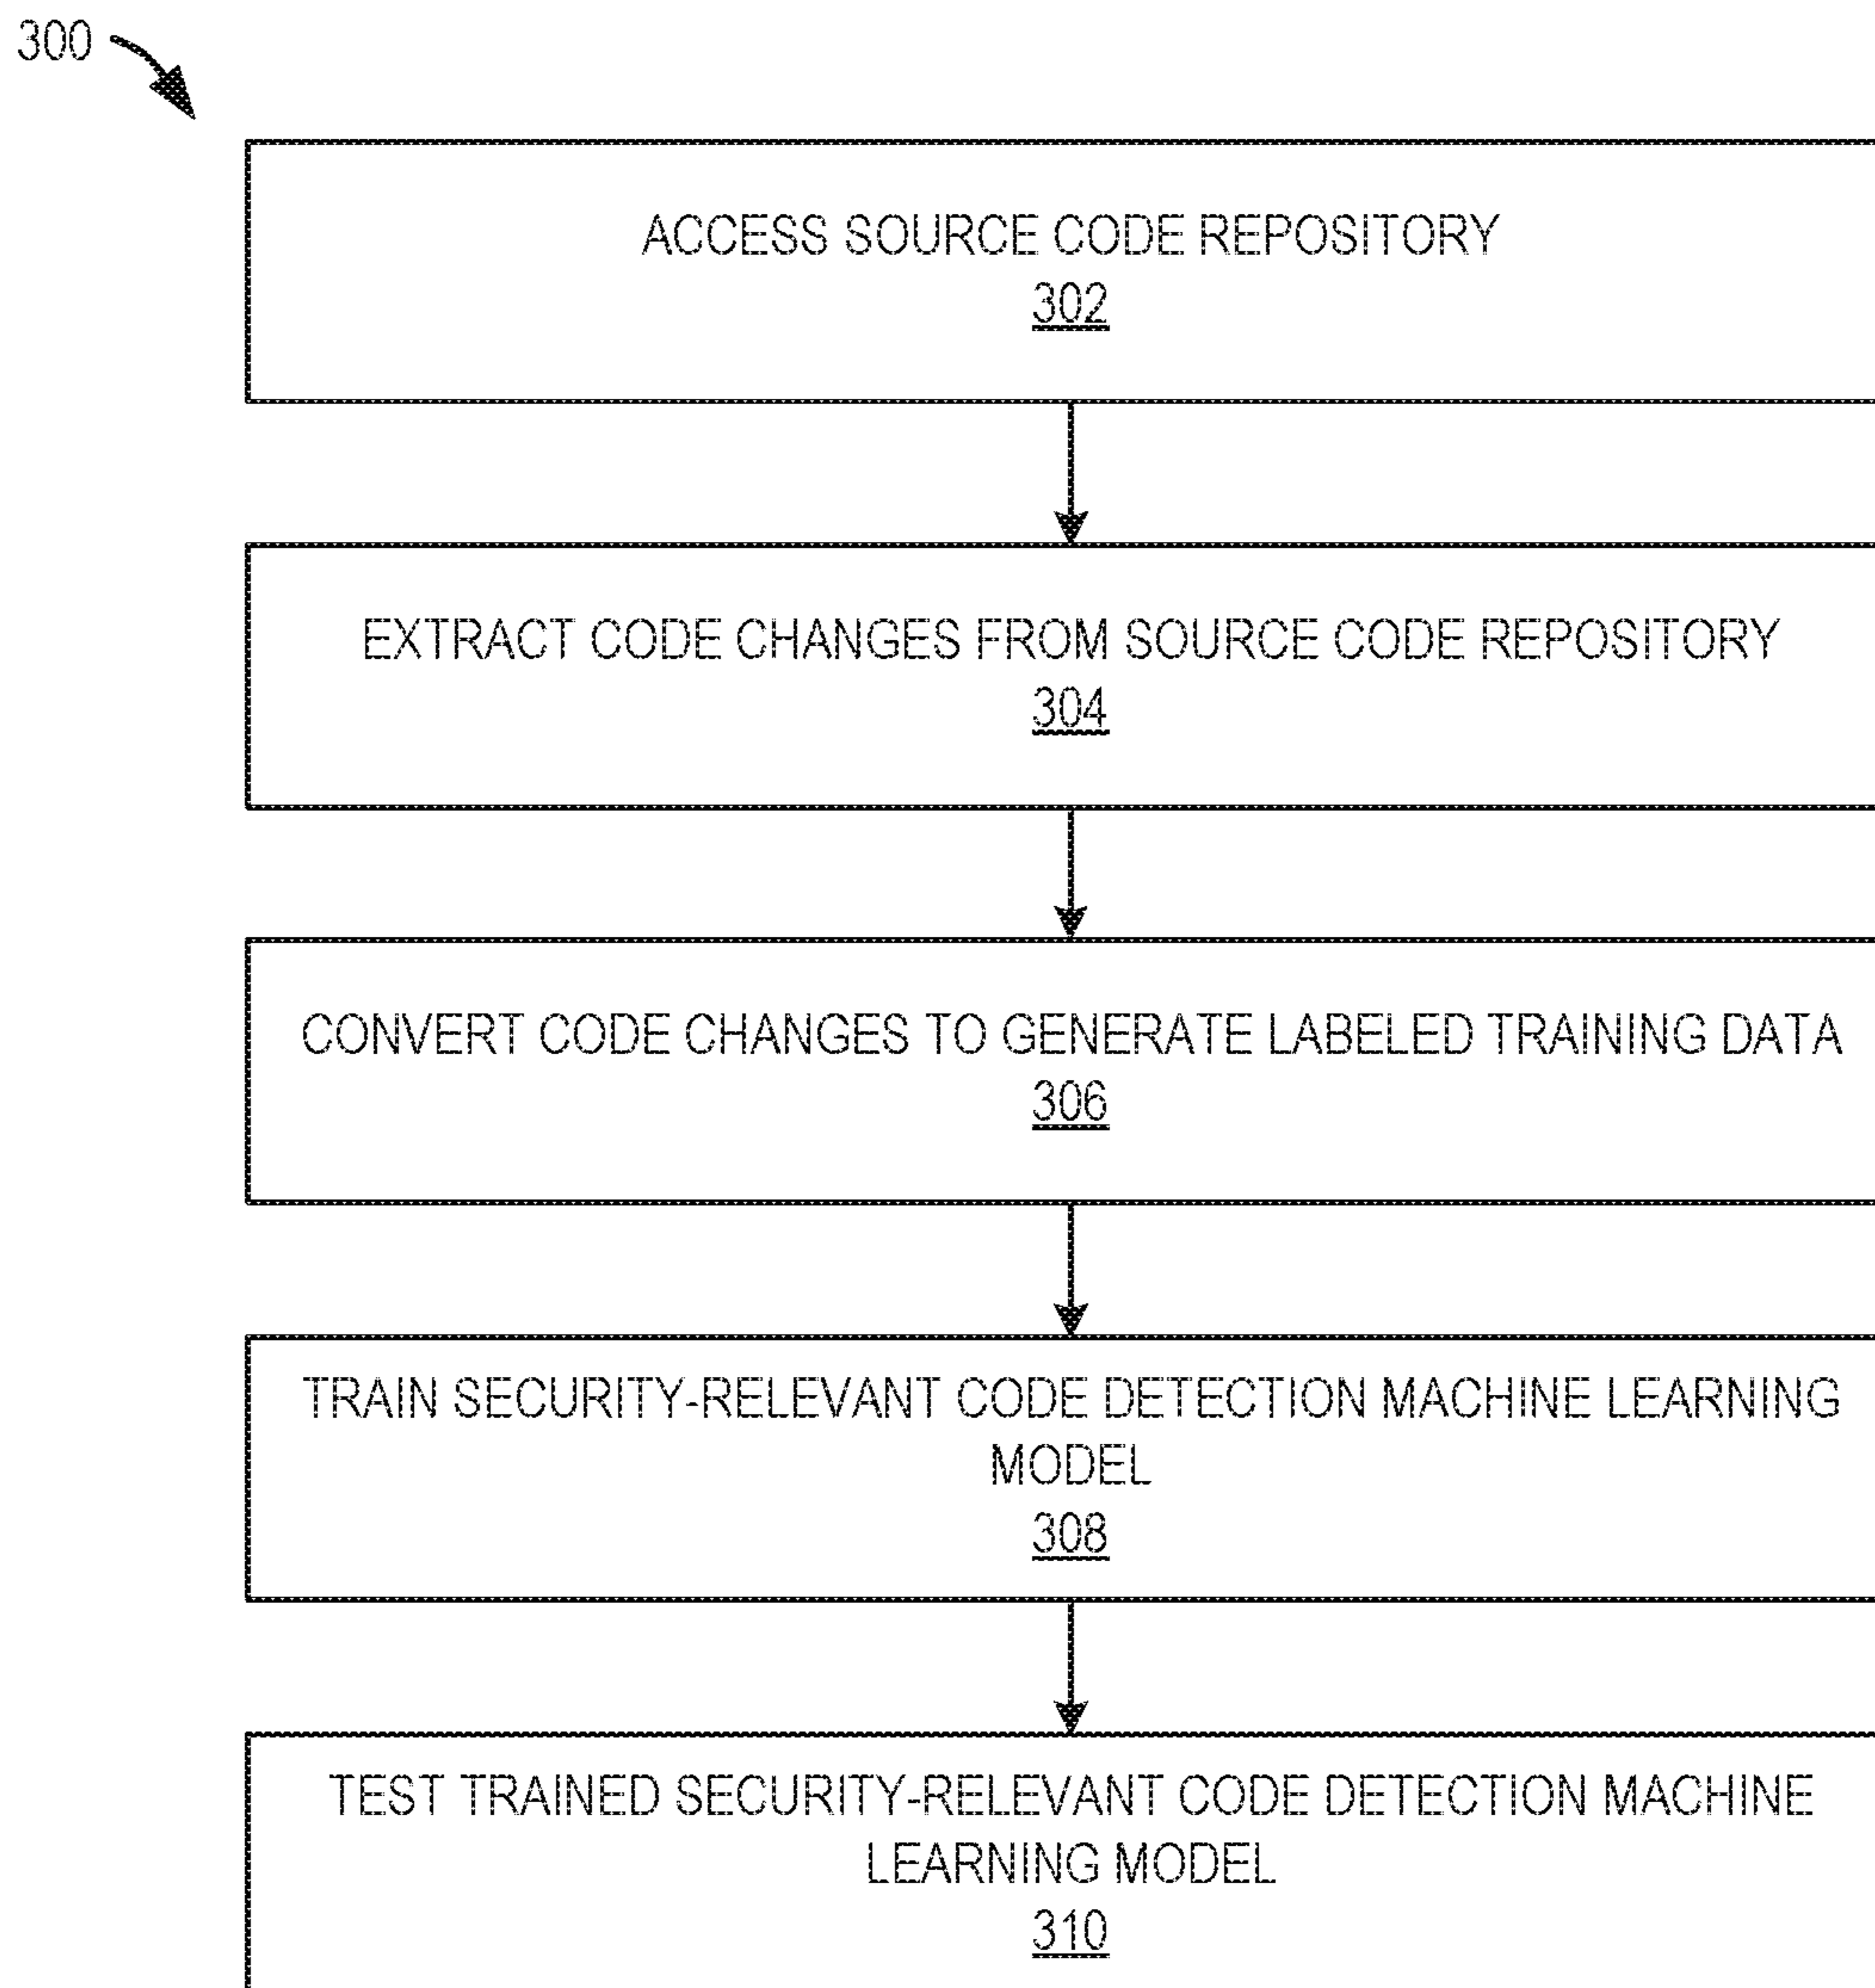 300
ACCESS SOURCE CODE REPOSITORY
302
EXTRACT CODE CHANGES FROM SOURCE CODE REPOSITORY
304
CONVERT CODE CHANGES TO GENERATE LABELED TRAINING DATA
306
TRAIN SECURITY-RELEVANT CODE DETECTION MACHINE LEARNING
MODEL
308
TEST TRAINED SECURITY-RELEVANT CODE DETECTION MACHINE
LEARNING MODEL
310